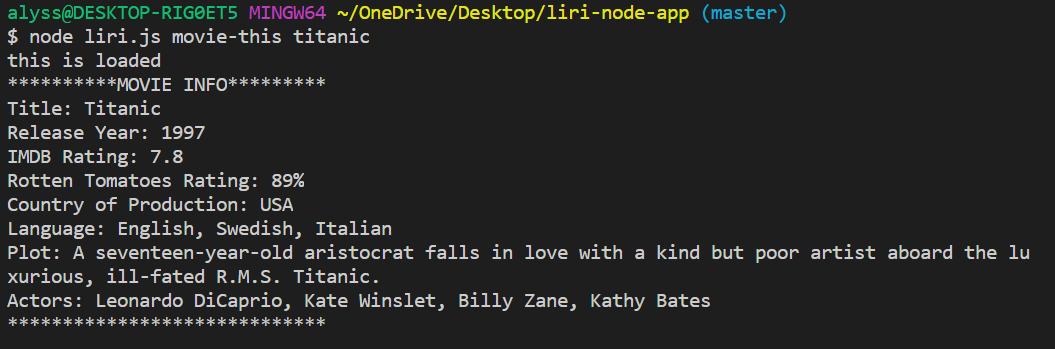 alyss@DESKTOP-RIG0ET5 MINGW64 ~/OneDrive/Desktop/liri-node-app (master)
$ node liri.js movie-this titanic
this is loaded
**********MOVIE INFO*********
Title: Titanic
Release Year: 1997
IMDB Rating: 7.8
Rotten Tomatoes Rating: 89%
Country of Production: USA
Language: English, Swedish, Italian
Plot: A seventeen-year-old aristocrat falls in love with a kind but poor artist aboard the lu
xurious, ill-fated R.M.S. Titanic.
Actors: Leonardo DiCaprio, Kate Winslet, Billy Zane, Kathy Bates
*****************************